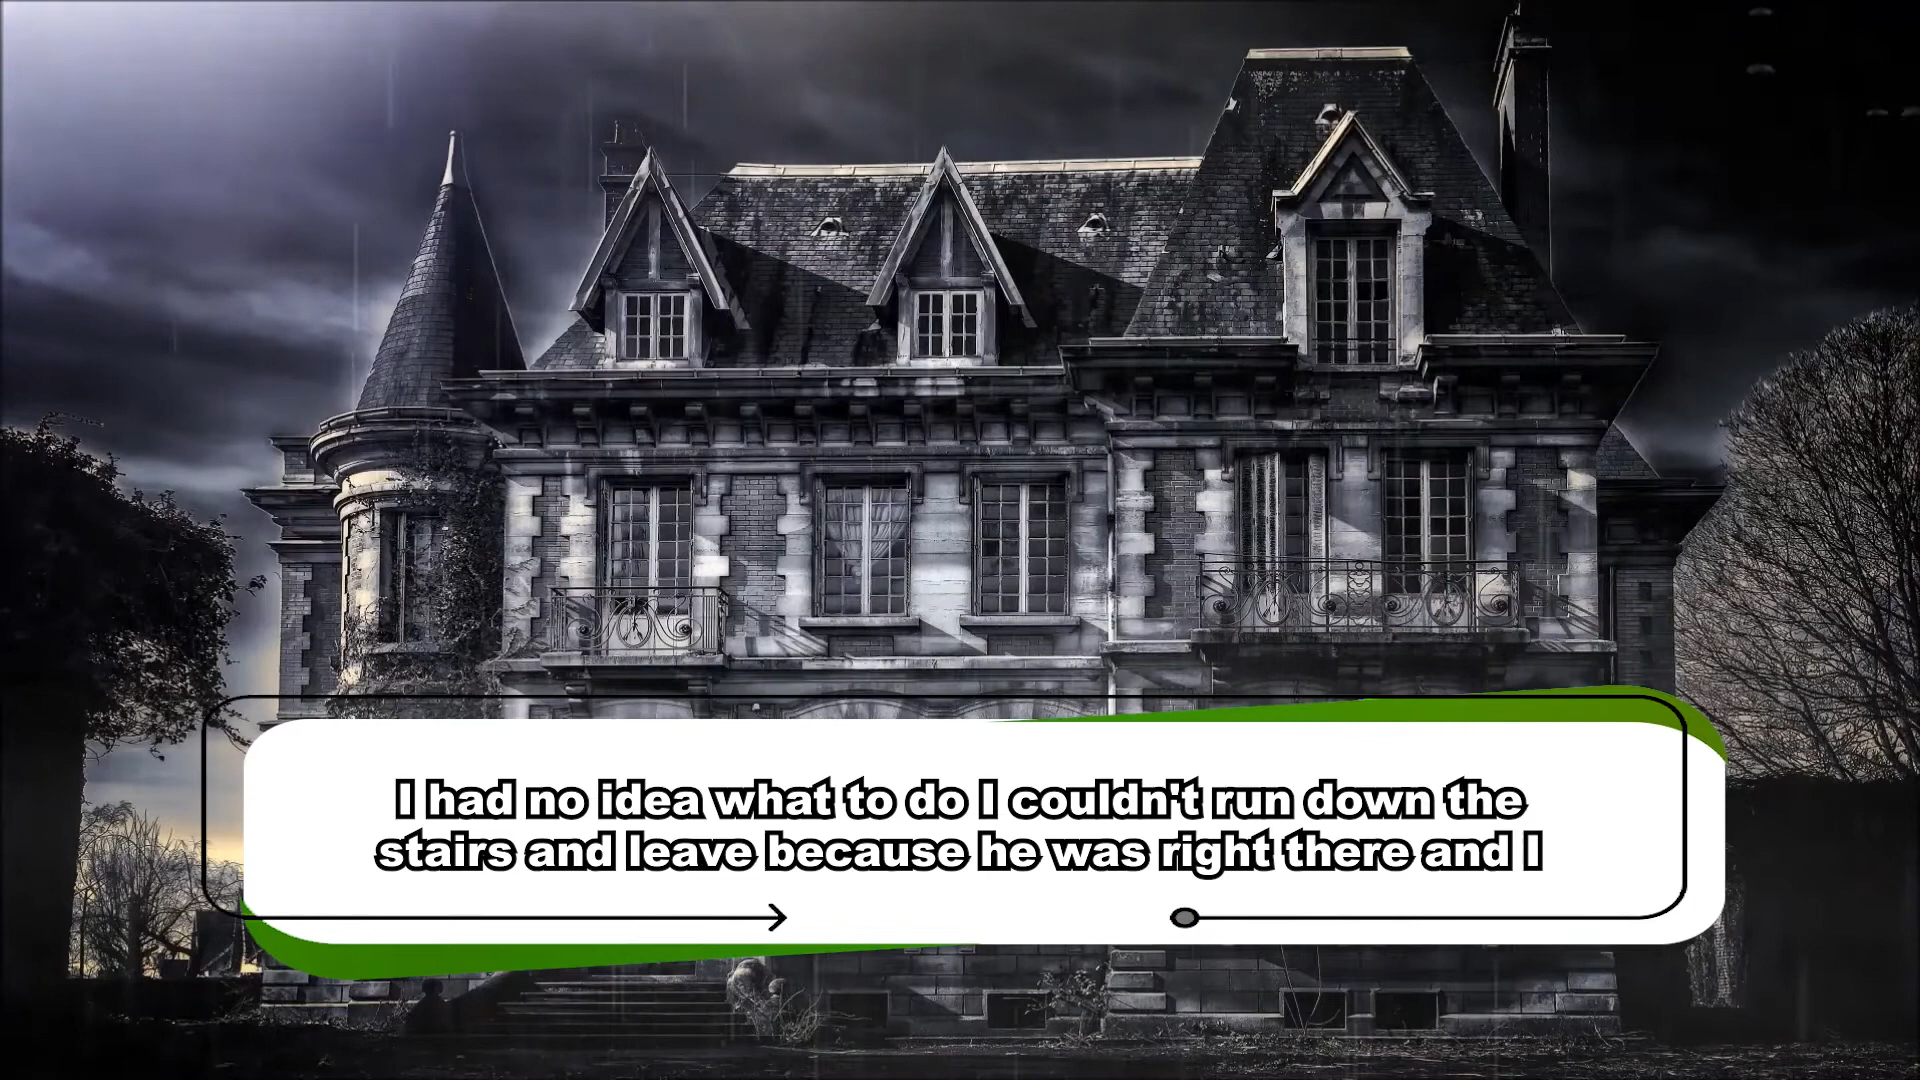 I had no idea what to do I couldn't run down the
stairs and leave because he was right there and I